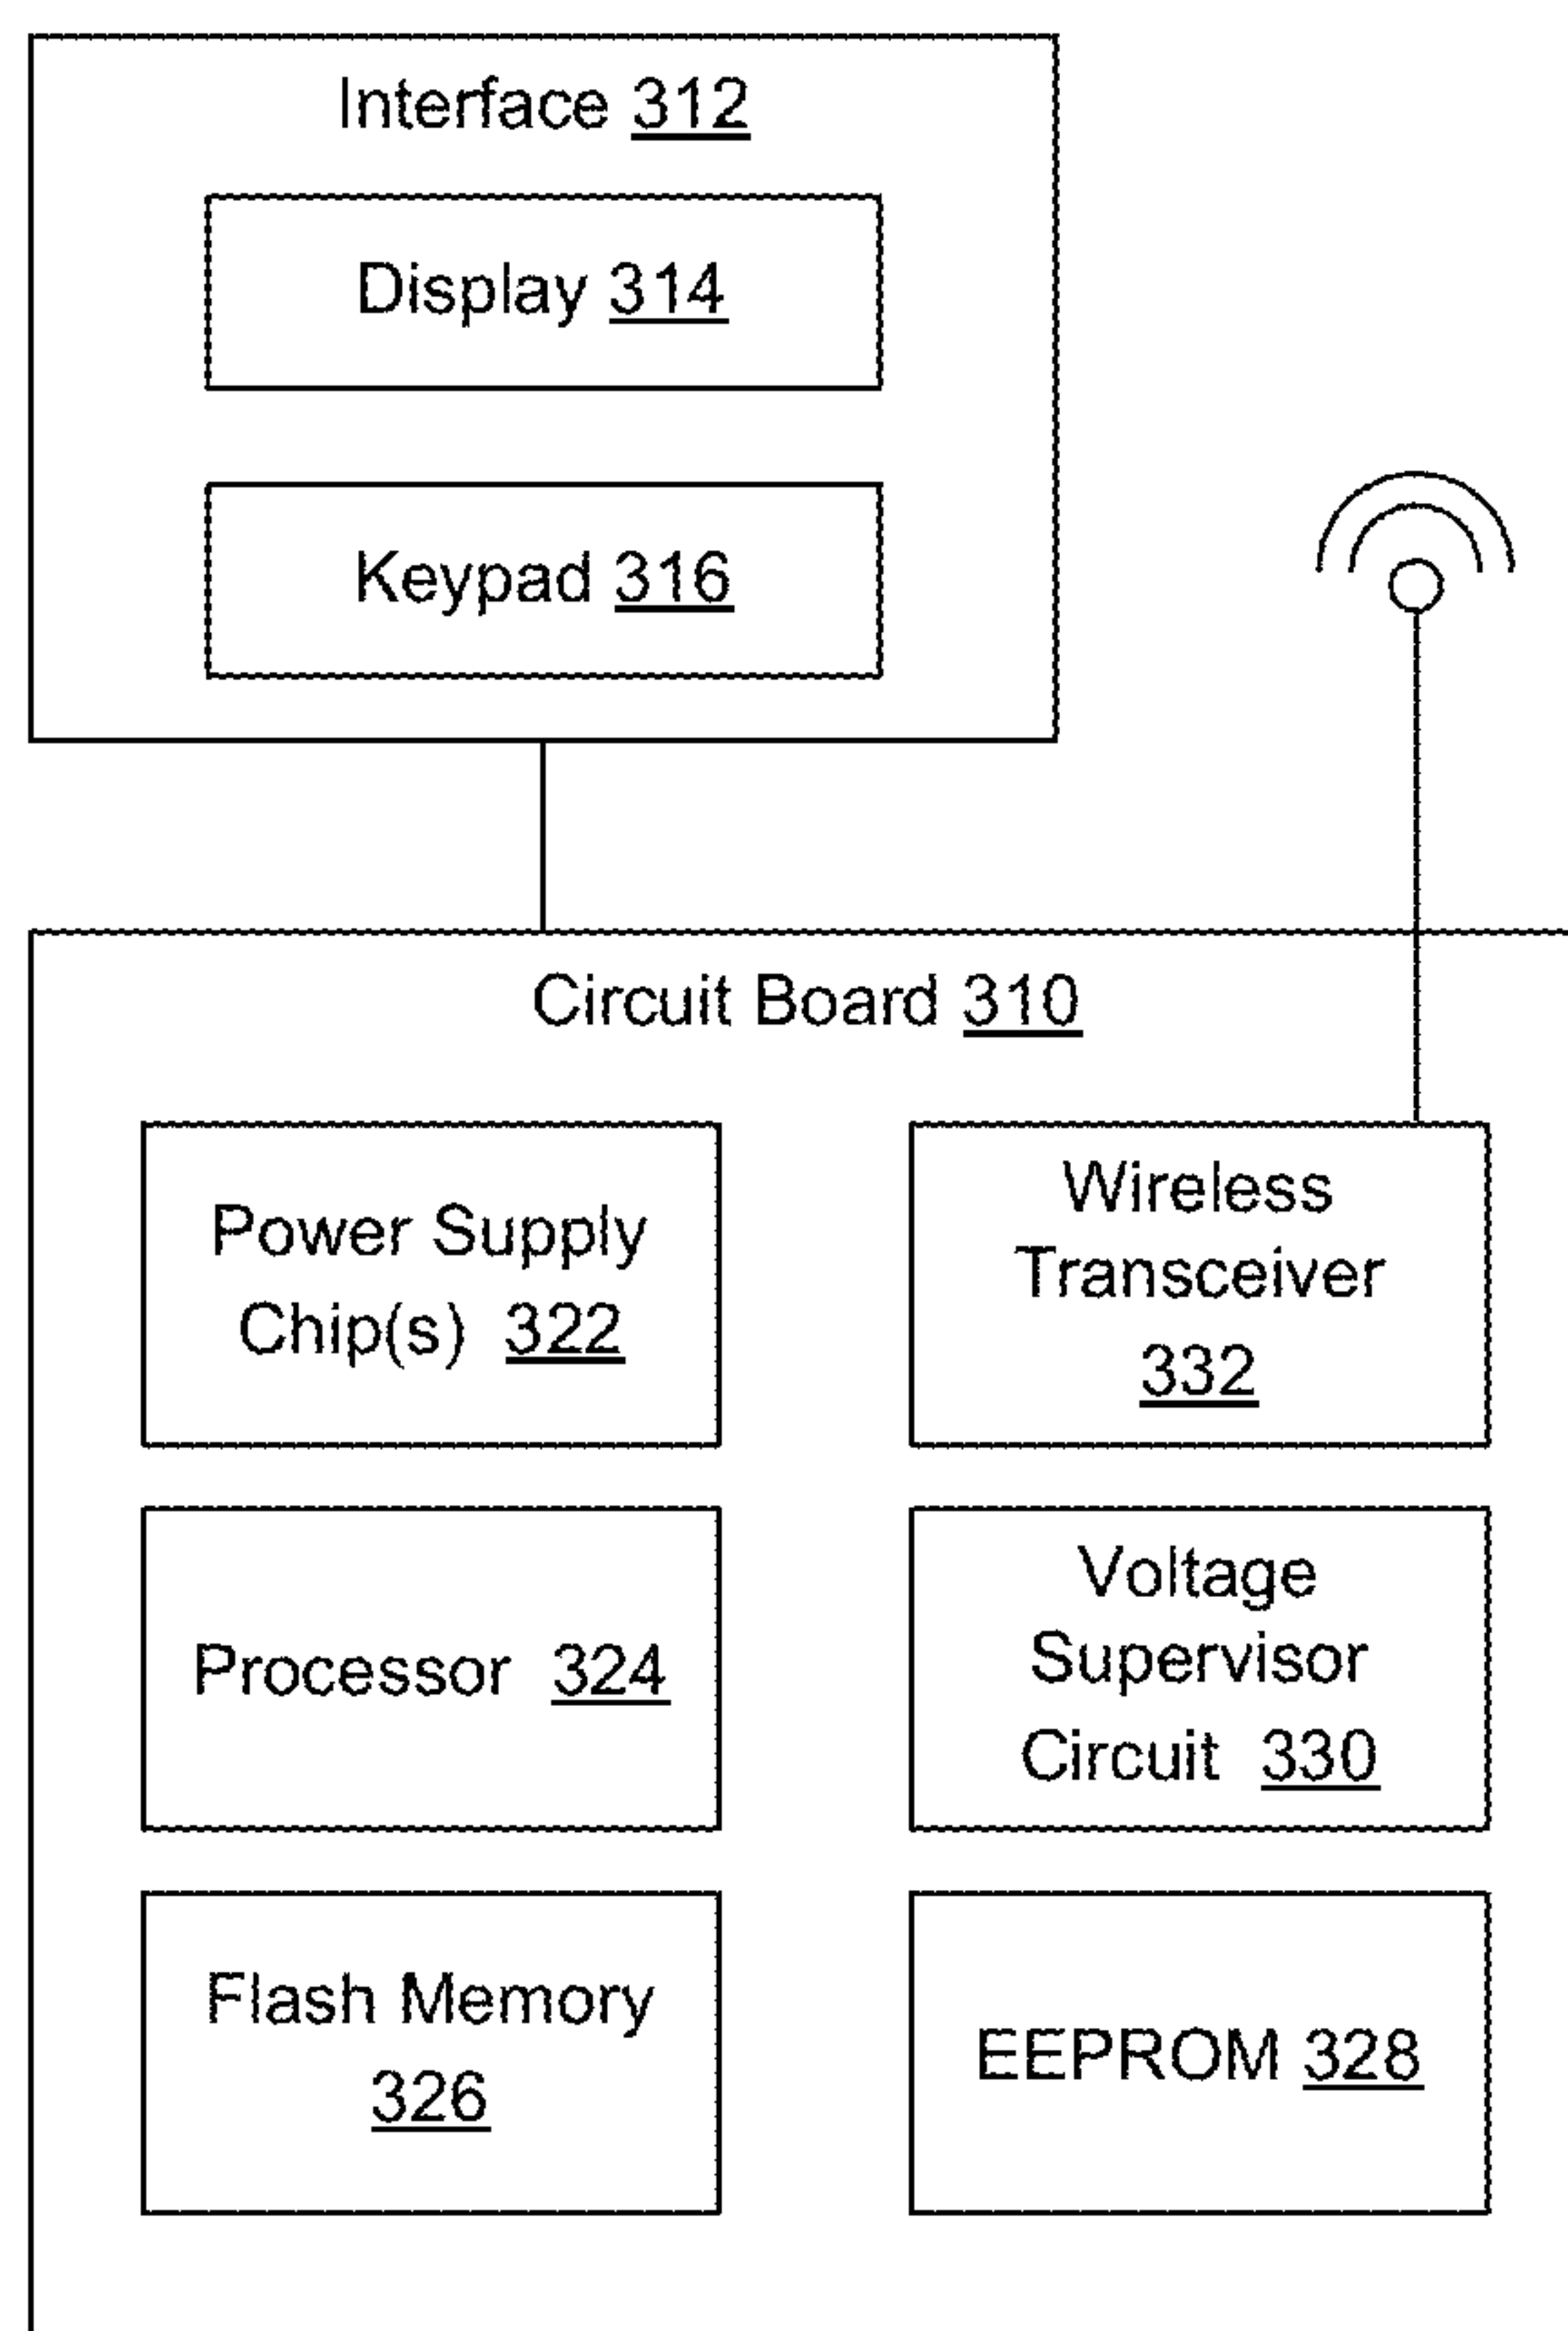 Interface 312
Display 314
Keypad 316
Circuit Board 310
Power Supply
Chip(s) 322
Wireless
Transceiver
332
Processor 324
Voltage
Supervisor
Circuit 330
Flash Memory
326
EEPROM 328